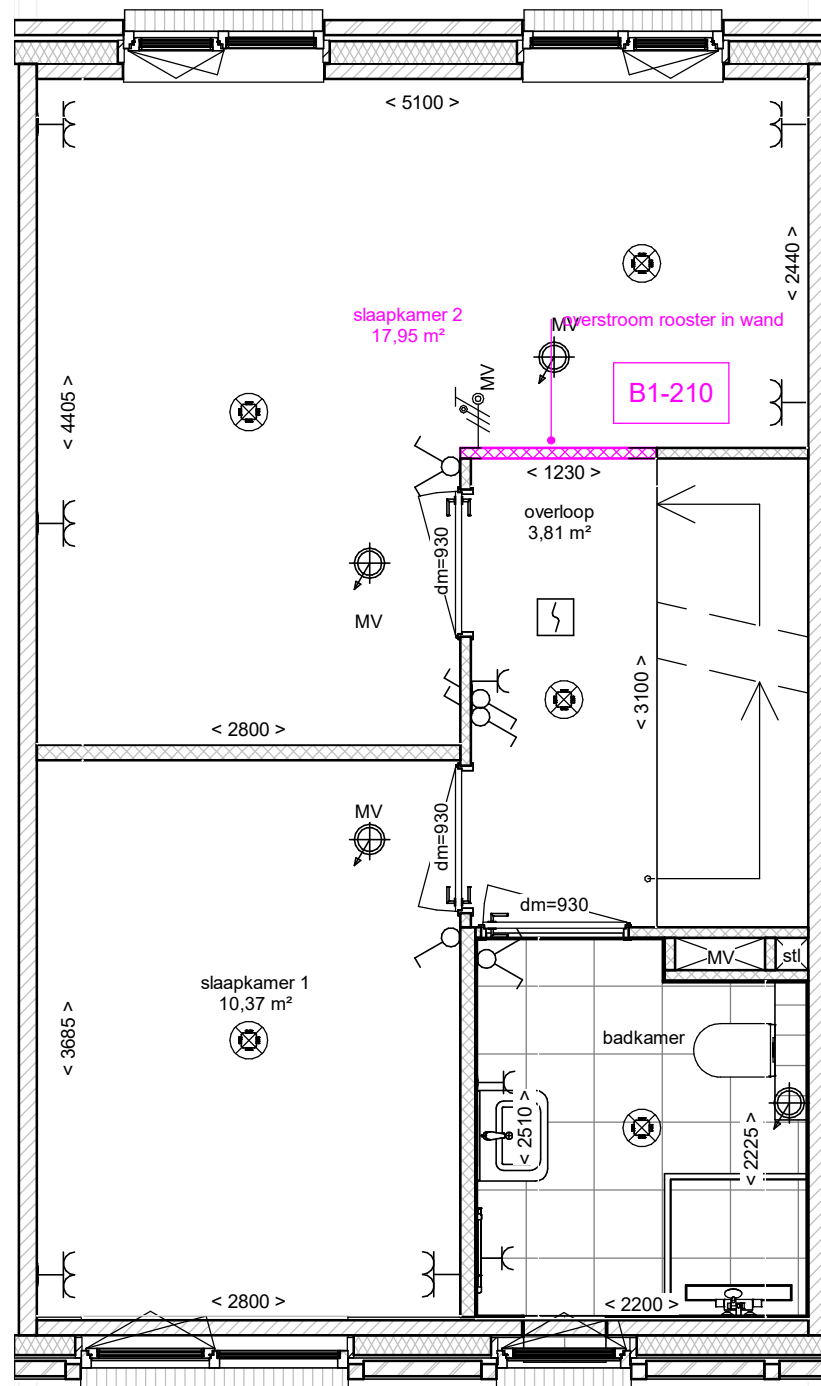 < 5100 >
< 2440 >
slaapkamer 2
17,95 m²
MV
overstroom rooster in wand
B1-210
MV
< 4405 >
< 1230 >
overloop
3,81 m²
dm=930
MV
< 3100 >
< 2800 >
MV
dm=930
dm=930
MV
stl
slaapkamer 1
10,37 m²
badkamer
< 3685 >
< 2510 >
< 2225 >
< 2800 >
< 2200 >